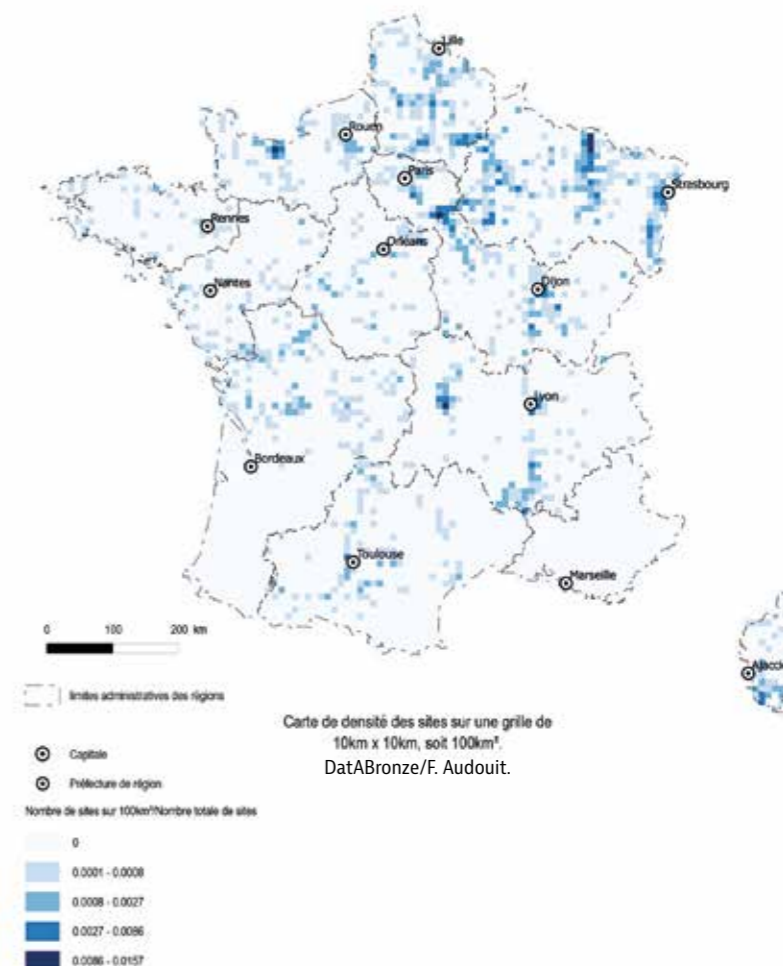 Lille
Rouen
Paris
Strasbourg
Rennes
Orléans
Nantes
Dijon
Lyon
Bordeaux
Toulouse
Marseille
0 100 200 km
Ajaccio
limites administratives des régions
Carte de densité des sites sur une grille de
10km x 10km, soit 100km².
DatABronze/F. Audouit.
Capitale
Préfecture de région
Nombre de sites sur 100km²/Nombre totale de sites
0
0.0001 - 0.0008
0.0008 - 0.0027
0.0027 - 0.0086
0.0086 - 0.0157